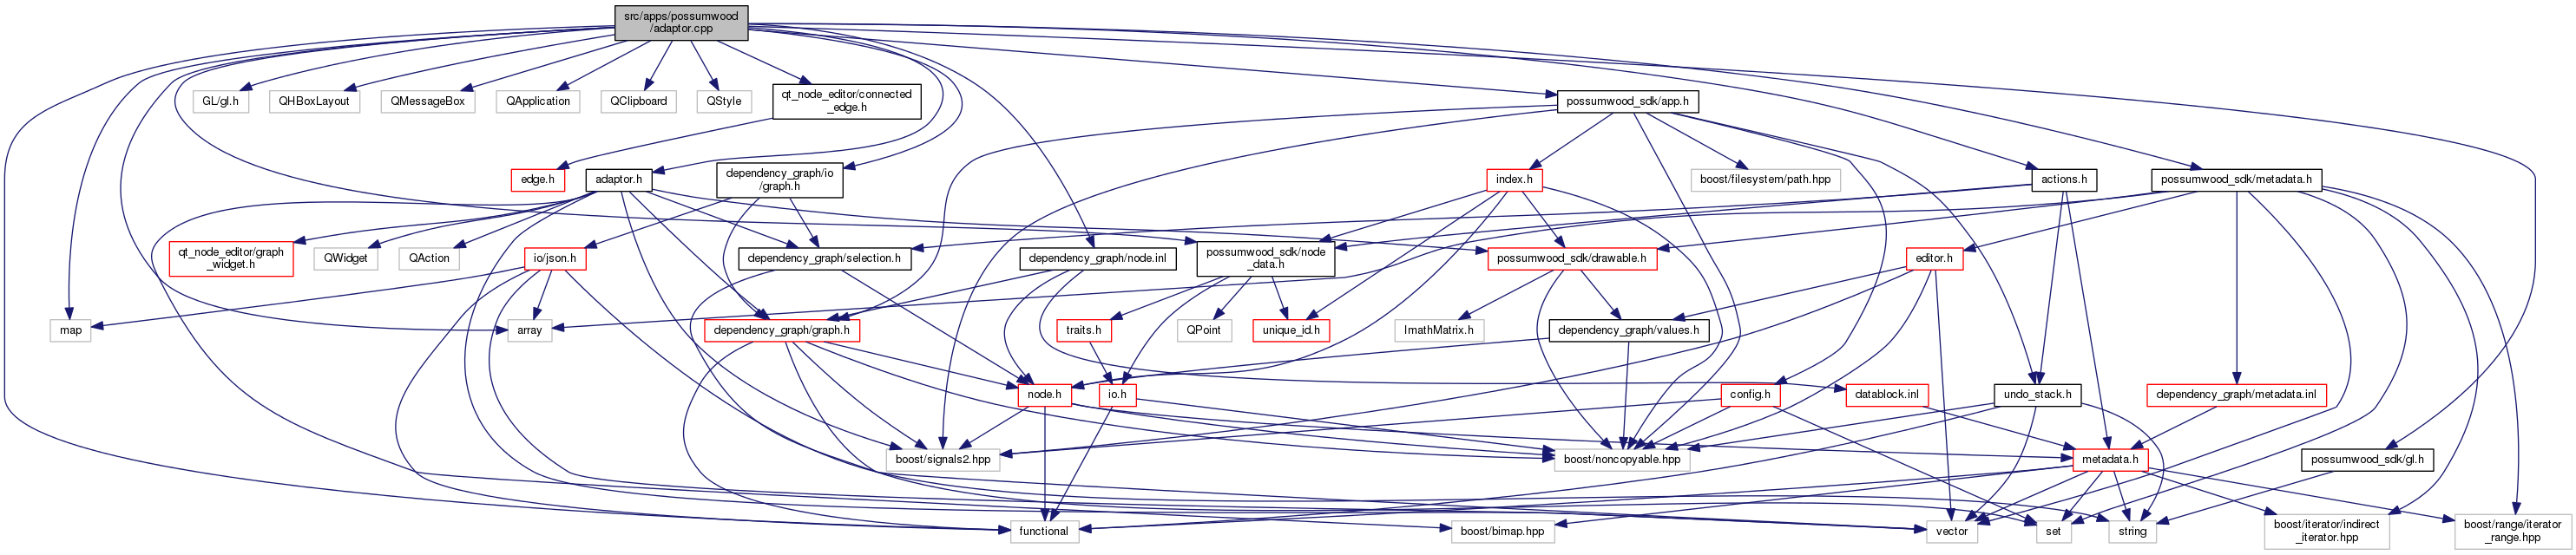 src/apps/possumwood
/adaptor.cpp
GL/gl.h
QHBoxLayout
QMessageBox
QApplication
QClipboard
QStyle
qt_node_editor/connected
_edge.h
possumwood_sdk/app.h
edge.h
adaptor.h
dependency_graph/io
/graph.h
index.h
boost/filesystem/path.hpp
actions.h
possumwood_sdk/metadata.h
qt_node_editor/graph
_widget.h
QWidget
QAction
io/json.h
dependency_graph/selection.h
dependency_graph/node.inl
possumwood_sdk/node
_data.h
possumwood_sdk/drawable.h
editor.h
map
array
dependency_graph/graph.h
traits.h
QPoint
unique_id.h
ImathMatrix.h
dependency_graph/values.h
node.h
io.h
config.h
datablock.inl
undo_stack.h
dependency_graph/metadata.inl
boost/signals2.hpp
boost/noncopyable.hpp
metadata.h
possumwood_sdk/gl.h
functional
boost/bimap.hpp
vector
set
string
boost/iterator/indirect
_iterator.hpp
boost/range/iterator
_range.hpp